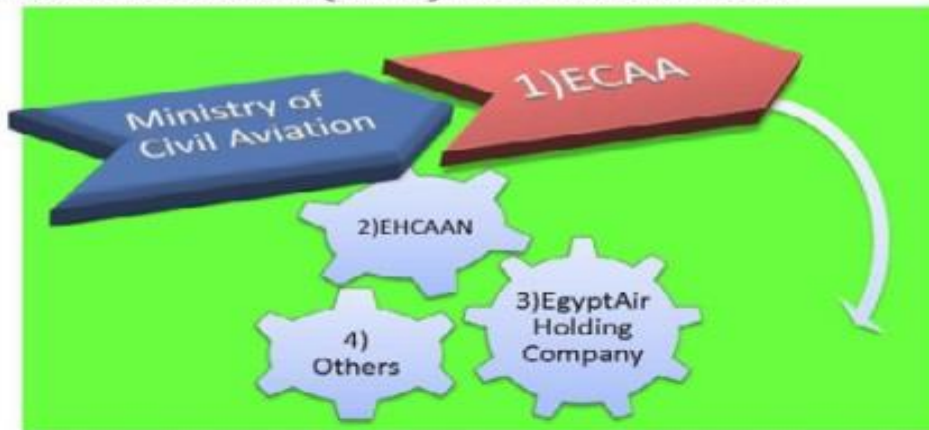 Ministry of
Civil Aviation
1)ECAA
2)EHCAAN
3)EgyptAir
Holding
Company
4)
Others